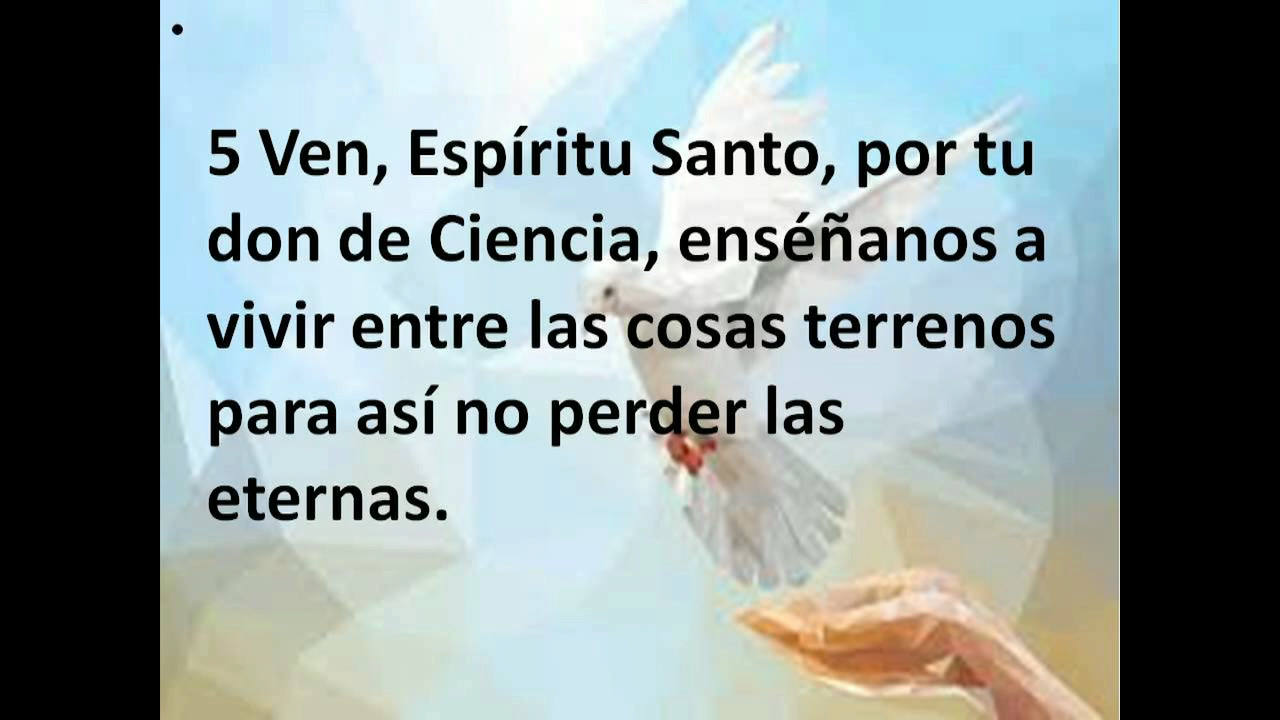 5 Ven, Espíritu Santo, por tu
don de Ciencia, enséñanos a
vivir entre las cosas terrenos
para así no perder las
eternas.